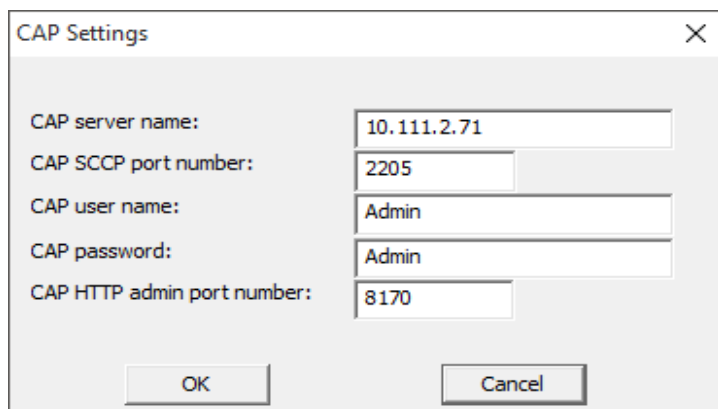 CAP Settings
CAP server name: 10.111.2.71
CAP SCCP port number: 2205
CAP user name: Admin
CAP password: Admin
CAP HTTP admin port number: 8170
OK Cancel